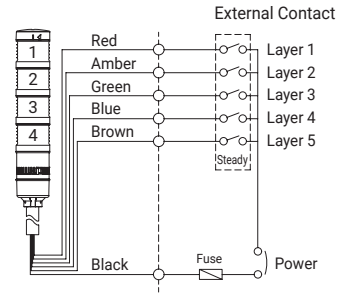 External Contact
Red
Layer 1
Amber
Layer 2
Green
Layer 3
Blue
Layer 4
Brown
Layer 5
Steady
1
2
3
4
Black
Fuse
Power